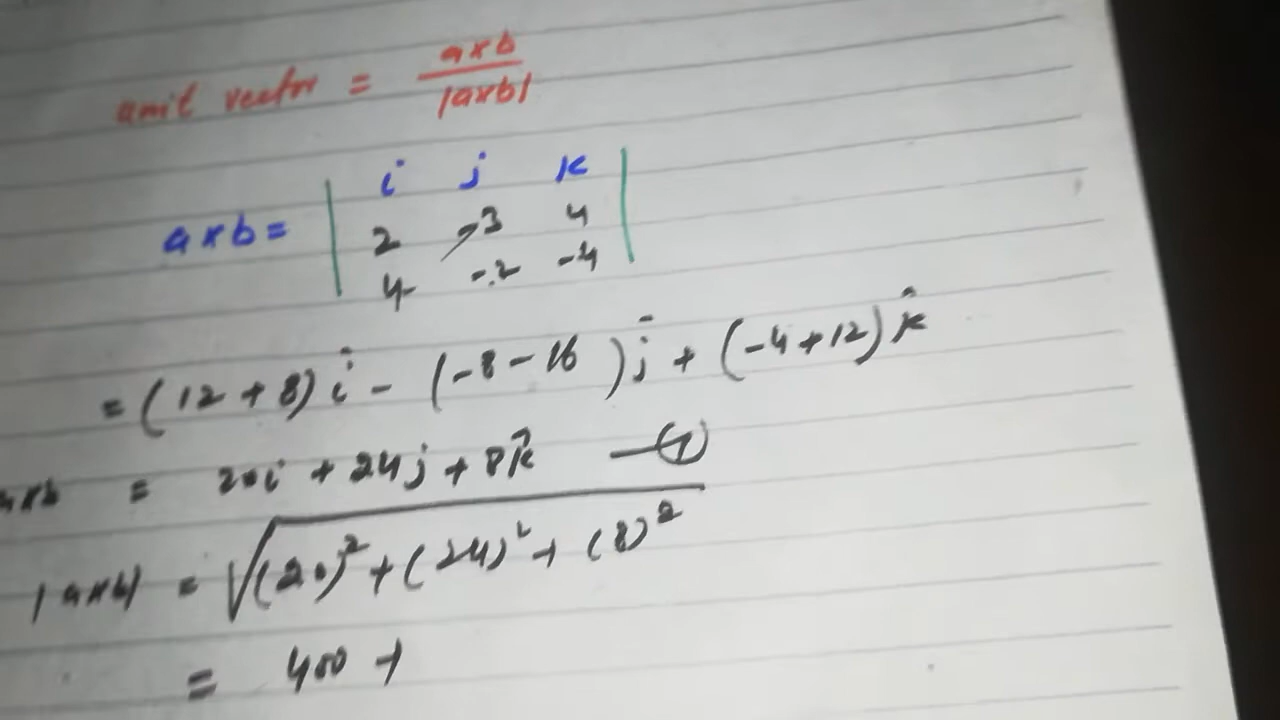 unit vector = a×b / |a×b|
a×b = | i j k |
| 2 -3 4 |
| 4 -2 -4 |
= (12 + 8) i - (-8 - 16) j + (-4 + 12) k̂
a×b = 20i + 24j + 8k̂ —①
|a×b| = √(20)² + (24)² + (8)²
= 400 +